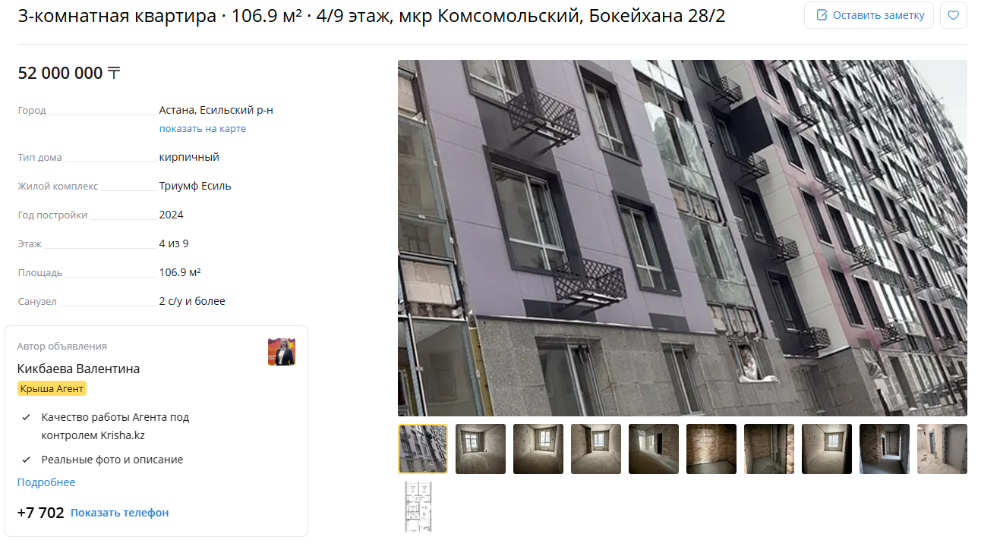 3-комнатная квартира · 106.9 м² · 4/9 этаж, мкр Комсомольский, Бокейхана 28/2
Оставить заметку
52 000 000 ₸
Город Астана, Есильский р-н
показать на карте
Тип дома кирпичный
Жилой комплекс Триумф Есиль
Год постройки 2024
Этаж 4 из 9
Площадь 106.9 м²
Санузел 2 с/у и более
Автор объявления
Кикбаева Валентина
Крыша Агент
Качество работы Агента под
контролем Krisha.kz
Реальные фото и описание
Подробнее
+7 702 Показать телефон